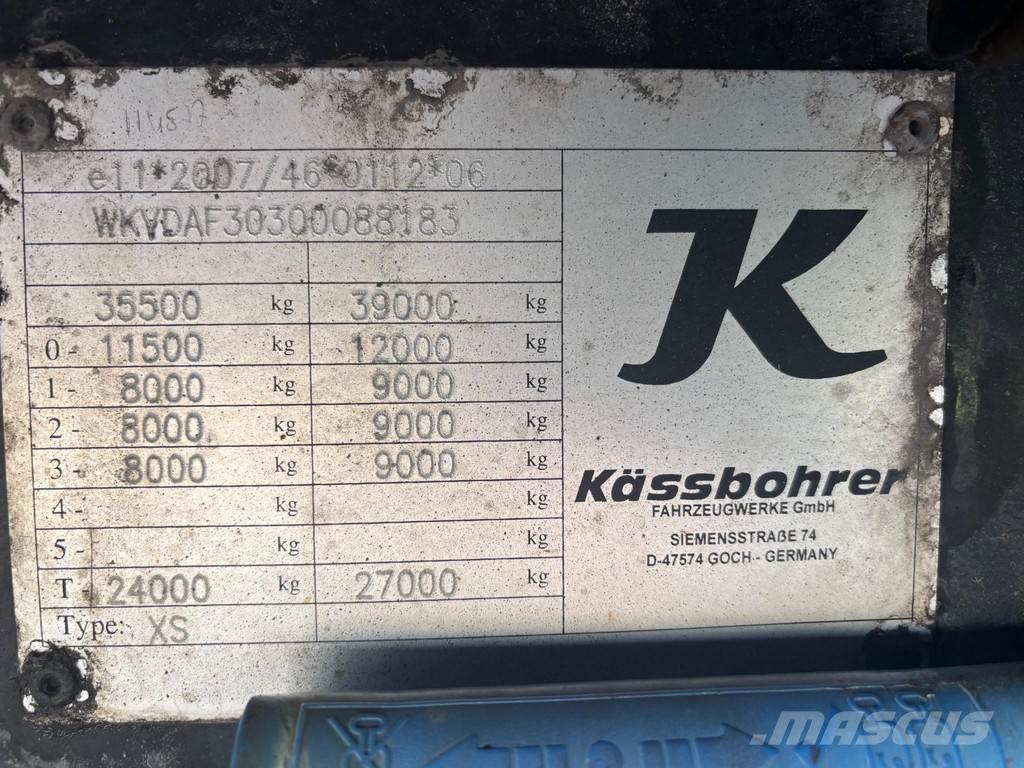 114877
e11*2007/46*0112*06
WKVDAF30300088183
35500 kg 39000 kg
0- 11500 kg 12000 kg
1- 8000 kg 9000 kg
2- 8000 kg 9000 kg
3- 8000 kg 9000 kg
4- kg kg
5- kg kg
T- 24000 kg 27000 kg
Type: XS
K
Kässbohrer
FAHRZEUGWERKE GmbH
SIEMENSSTRAßE 74
D-47574 GOCH - GERMANY
MASCUS